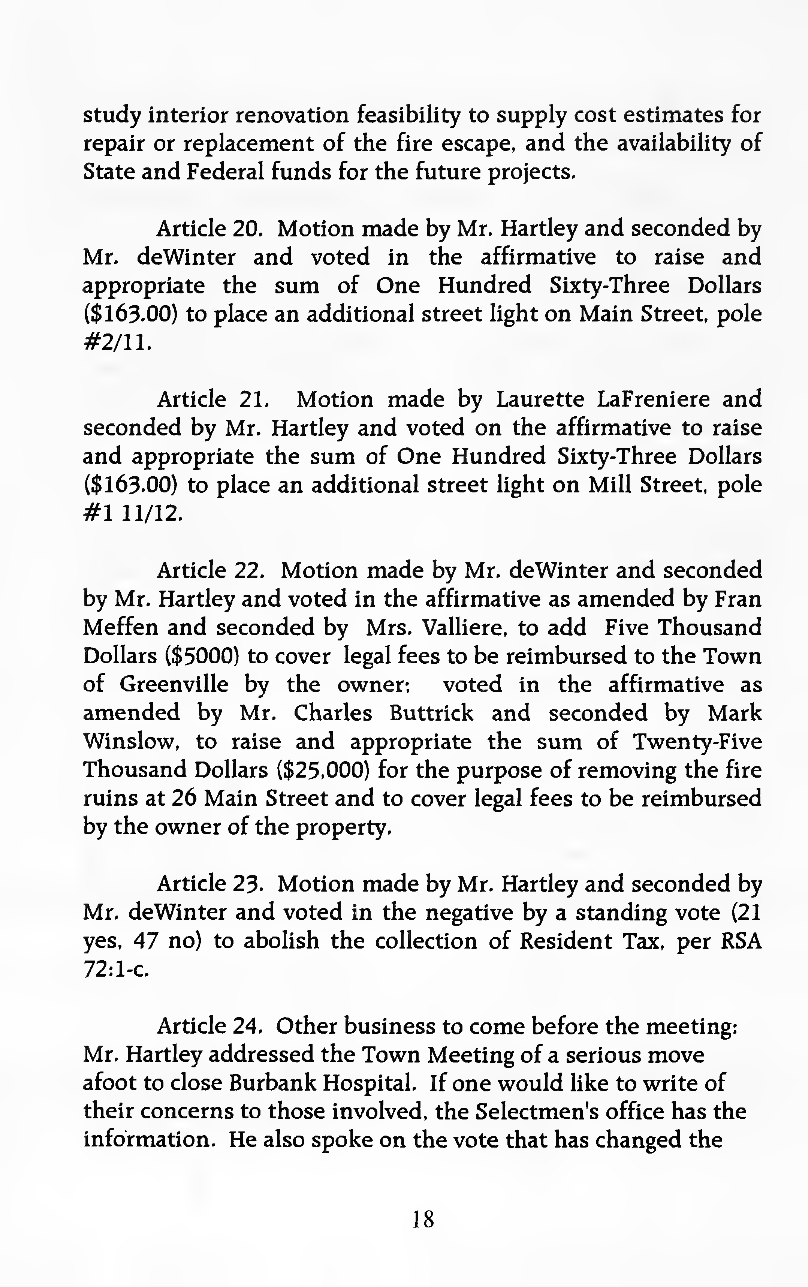 study interior renovation feasibility to supply cost estimates for
repair or replacement of the fire escape, and the availability of
State and Federal funds for the future projects.
Article 20. Motion made by Mr. Hartley and seconded by
Mr. deWinter and voted in the affirmative to raise and
appropriate the sum of One Hundred Sixty-Three Dollars
($163.00) to place an additional street light on Main Street, pole
#2/11.
Article 21. Motion made by Laurette LaFreniere and
seconded by Mr. Hartley and voted on the affirmative to raise
and appropriate the sum of One Hundred Sixty-Three Dollars
($163.00) to place an additional street light on Mill Street, pole
#1 11/12.
Article 22. Motion made by Mr. deWinter and seconded
by Mr. Hartley and voted in the affirmative as amended by Fran
Meffen and seconded by Mrs. Valliere, to add Five Thousand
Dollars ($5000) to cover legal fees to be reimbursed to the Town
of Greenville by the owner; voted in the affirmative as
amended by Mr. Charles Buttrick and seconded by Mark
Winslow, to raise and appropriate the sum of Twenty-Five
Thousand Dollars ($25,000) for the purpose of removing the fire
ruins at 26 Main Street and to cover legal fees to be reimbursed
by the owner of the property.
Article 23. Motion made by Mr. Hartley and seconded by
Mr. deWinter and voted in the negative by a standing vote (21
yes, 47 no) to abolish the collection of Resident Tax, per RSA
72:1-c.
Article 24. Other business to come before the meeting:
Mr. Hartley addressed the Town Meeting of a serious move
afoot to close Burbank Hospital. If one would like to write of
their concerns to those involved, the Selectmen's office has the
information. He also spoke on the vote that has changed the
18